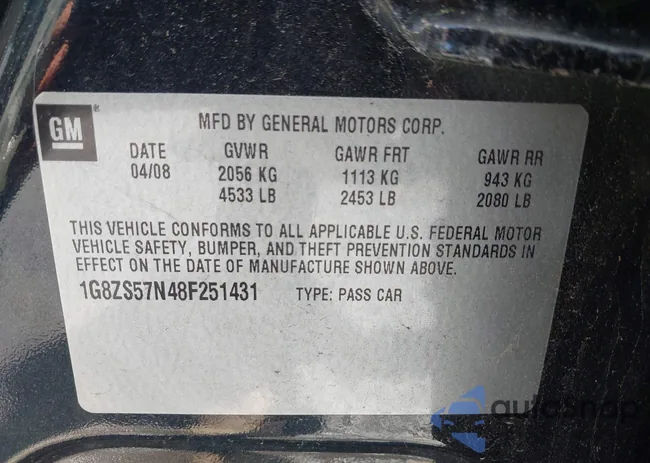 GM
®
MFD BY GENERAL MOTORS CORP.
DATE GVWR GAWR FRT GAWR RR
04/08 2056 KG 1113 KG 943 KG
4533 LB 2453 LB 2080 LB
THIS VEHICLE CONFORMS TO ALL APPLICABLE U.S. FEDERAL MOTOR
VEHICLE SAFETY, BUMPER, AND THEFT PREVENTION STANDARDS IN
EFFECT ON THE DATE OF MANUFACTURE SHOWN ABOVE.
1G8ZS57N48F251431 TYPE: PASS CAR
autoSnap